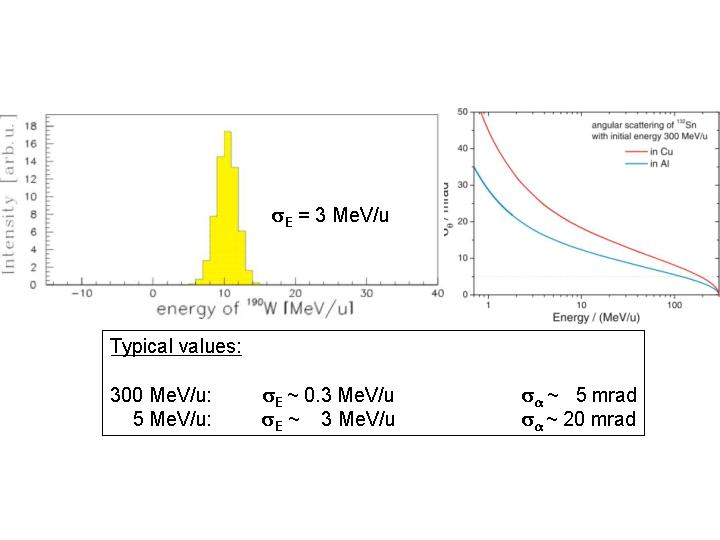 Intensity [arb.u.]
18
16
14
12
10
8
6
4
2
0
−10
0
10
20
30
40
energy of ¹⁹⁰W [MeV/u]
σE = 3 MeV/u
50
40
30
20
10
0
/ mrad
angular scattering of ¹³²Sn
with initial energy 300 MeV/u
in Cu
in Al
1
10
100
Energy / (MeV/u)
Typical values:
300 MeV/u: σE ~ 0.3 MeV/u σα ~ 5 mrad
5 MeV/u: σE ~ 3 MeV/u σα ~ 20 mrad